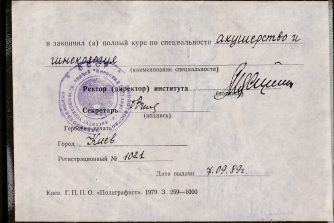 и закончил (а) полный курс по специальности акушерство и
гинекология
(наименование специальности)
Ректор (директор) института
Секретарь
(подпись)
Город
Киев
Регистрационный № 1021
Дата выдачи 7.09.89г.
Киев. Г.П.П.О. «Полиграфист». 1979. З. 259—1000